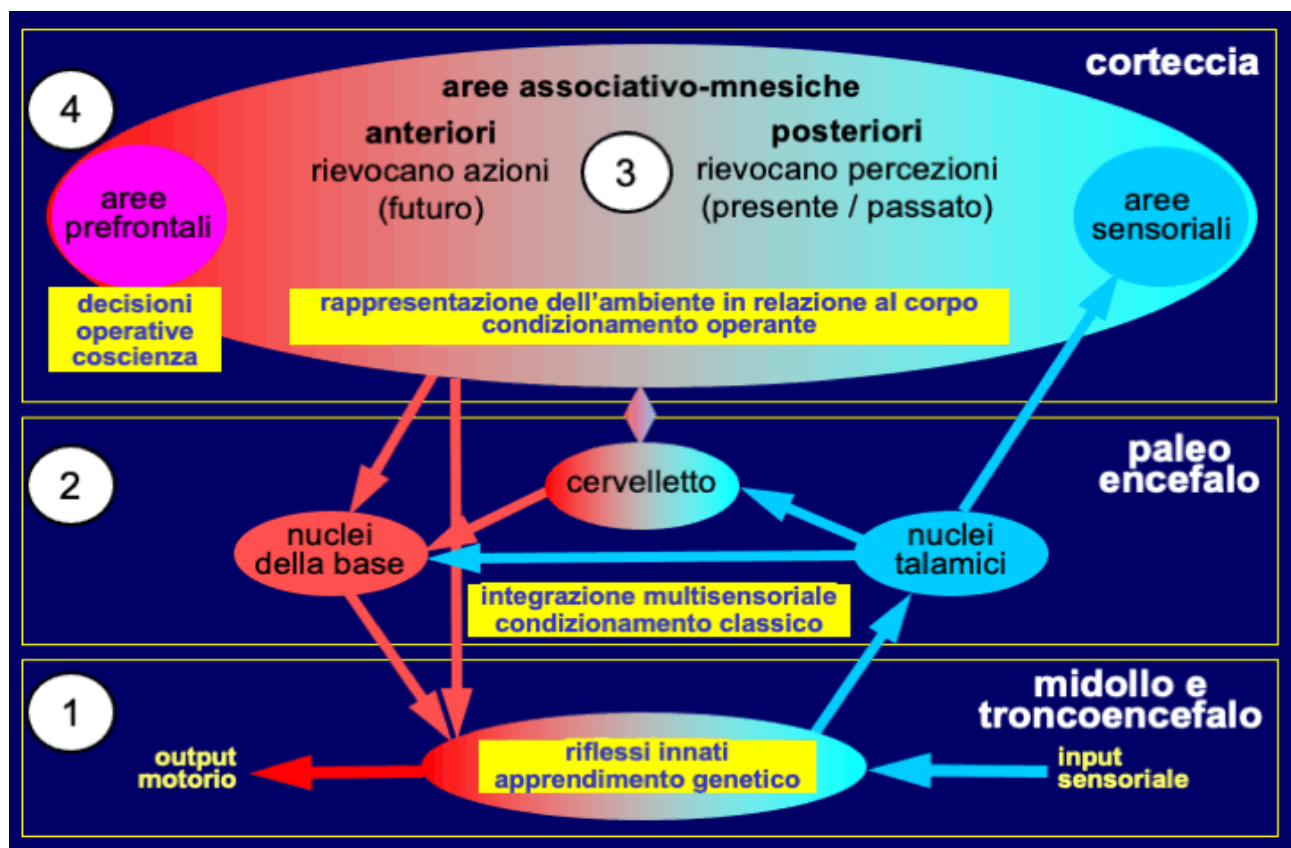 corteccia
4
aree associativo-mnesiche
anteriori
rievocano azioni
(futuro)
3
posteriori
rievocano percezioni
(presente / passato)
aree
prefrontali
aree
sensoriali
decisioni
operative
coscienza
rappresentazione dell'ambiente in relazione al corpo
condizionamento operante
2
paleo
encefalo
cervelletto
nuclei
della base
nuclei
talamici
integrazione multisensoriale
condizionamento classico
1
midollo e
troncoencefalo
output
motorio
riflessi innati
apprendimento genetico
input
sensoriale